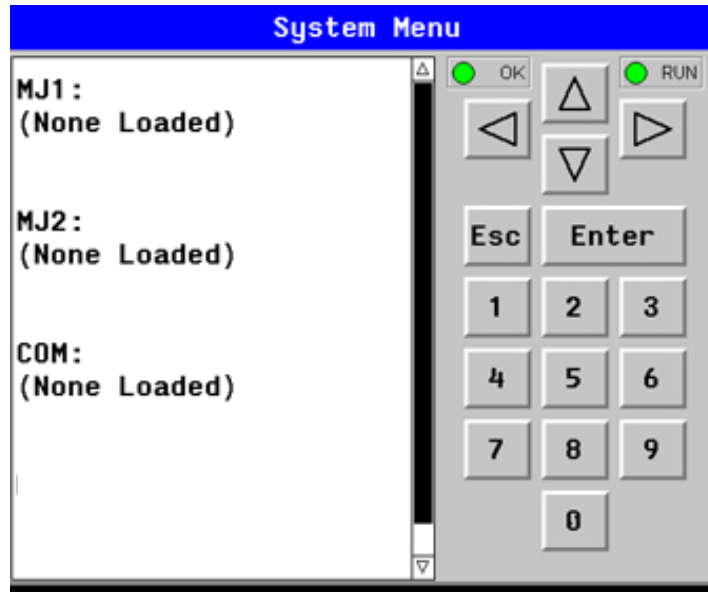 System Menu
MJ1:
(None Loaded)
MJ2:
(None Loaded)
COM:
(None Loaded)
OK
RUN
Esc
Enter
1 2 3
4 5 6
7 8 9
0